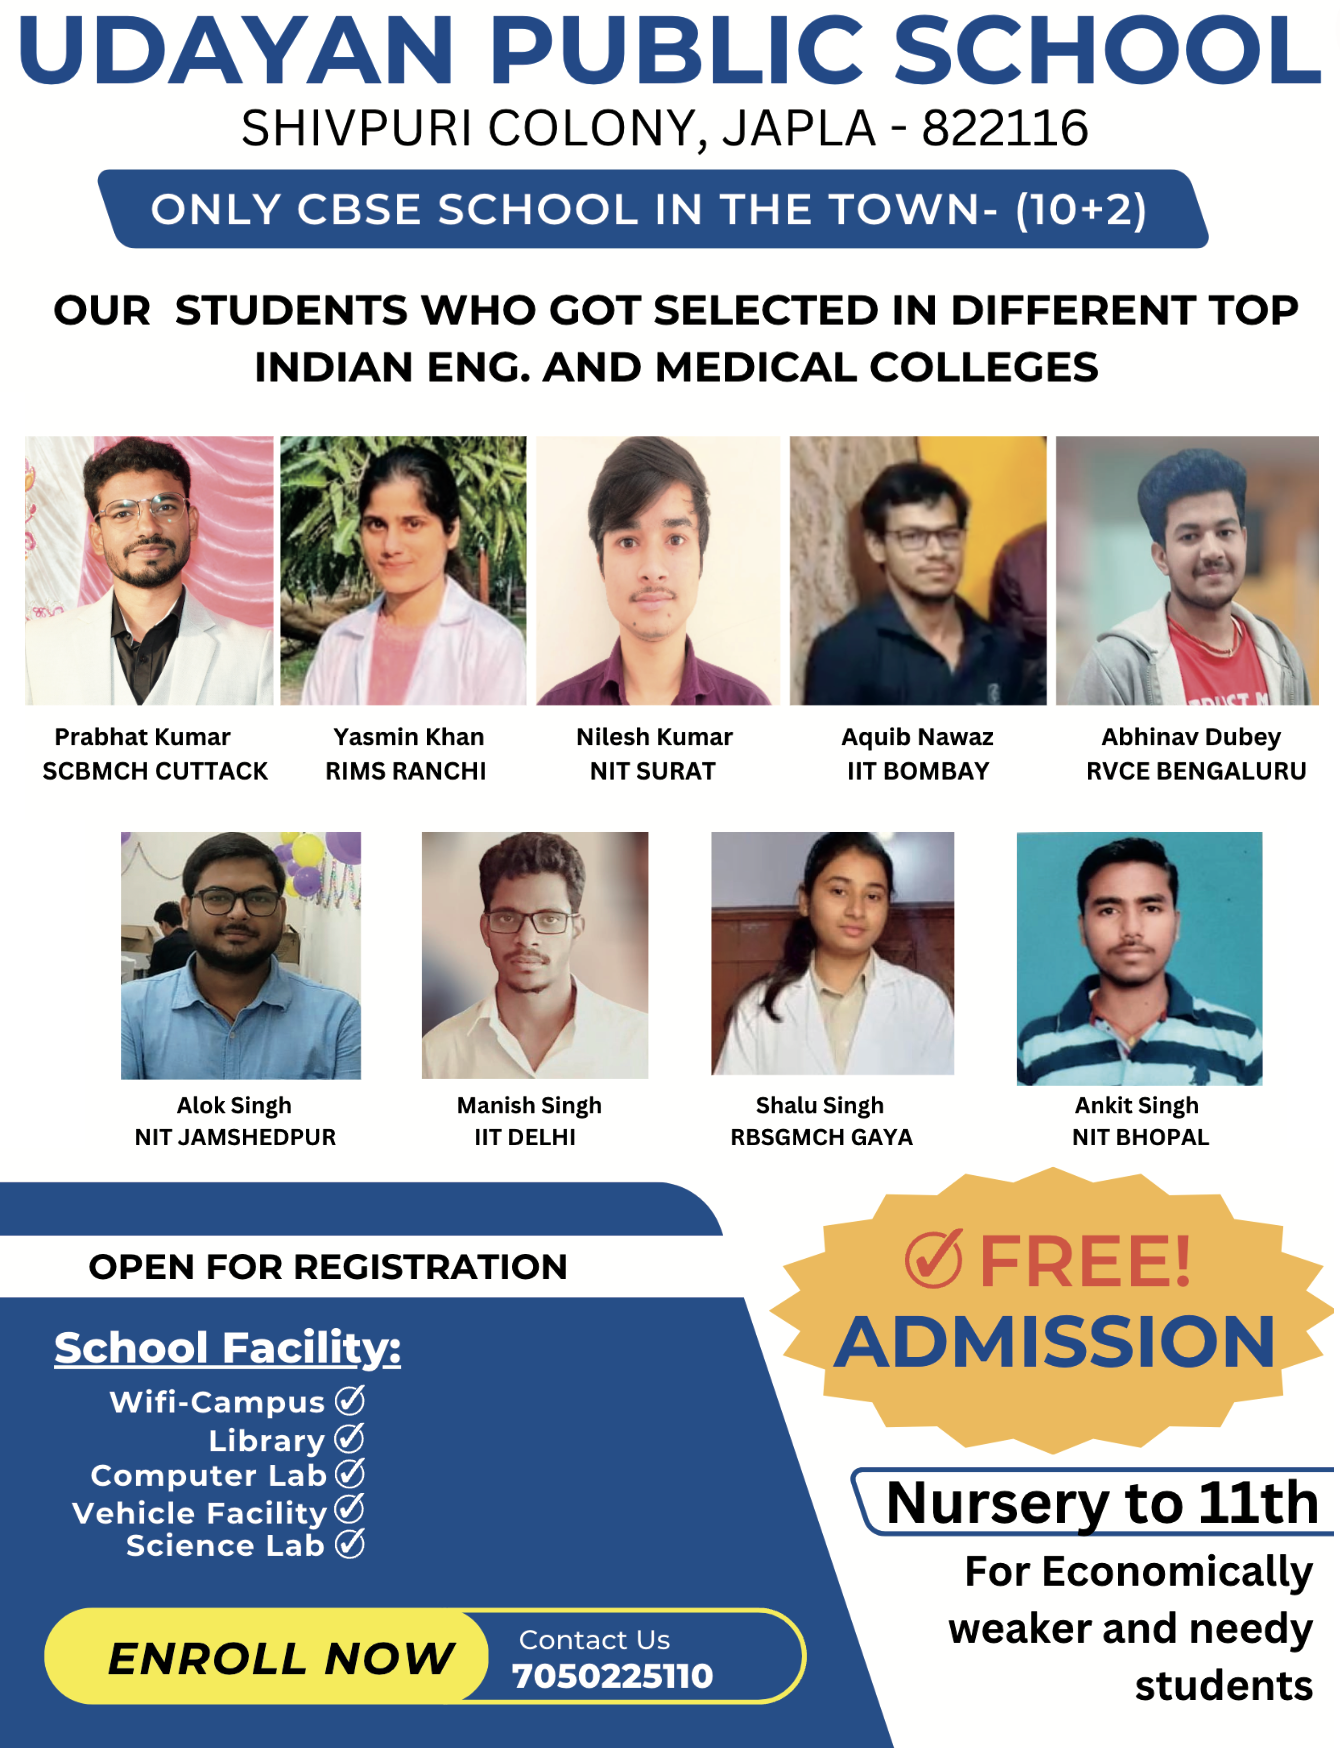 UDAYAN PUBLIC SCHOOL
SHIVPURI COLONY, JAPLA - 822116
ONLY CBSE SCHOOL IN THE TOWN- (10+2)
OUR STUDENTS WHO GOT SELECTED IN DIFFERENT TOP
INDIAN ENG. AND MEDICAL COLLEGES
Prabhat Kumar
SCBMCH CUTTACK
Yasmin Khan
RIMS RANCHI
Nilesh Kumar
NIT SURAT
Aquib Nawaz
IIT BOMBAY
Abhinav Dubey
RVCE BENGALURU
Alok Singh
NIT JAMSHEDPUR
Manish Singh
IIT DELHI
Shalu Singh
RBSGMCH GAYA
Ankit Singh
NIT BHOPAL
OPEN FOR REGISTRATION
School Facility:
Wifi-Campus
Library
Computer Lab
Vehicle Facility
Science Lab
ENROLL NOW
Contact Us
7050225110
FREE!
ADMISSION
Nursery to 11th
For Economically
weaker and needy
students